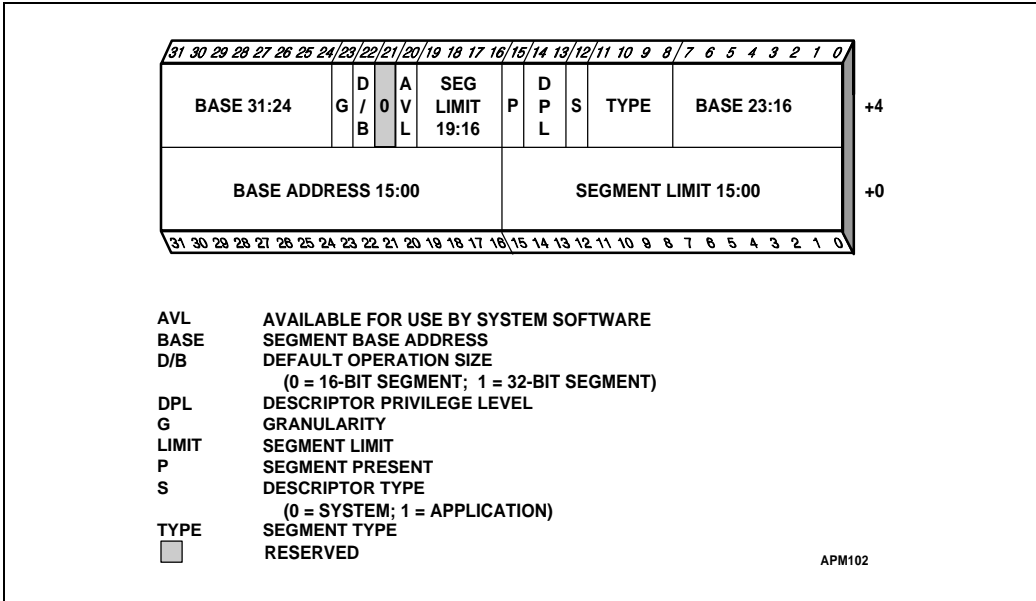 31 30 29 28 27 26 25 24 23 22 21 20 19 18 17 16 15 14 13 12 11 10 9 8 7 6 5 4 3 2 1 0
BASE 31:24 G D/B 0 AVL SEG LIMIT 19:16 P DPL S TYPE BASE 23:16 +4
BASE ADDRESS 15:00 SEGMENT LIMIT 15:00 +0
31 30 29 28 27 26 25 24 23 22 21 20 19 18 17 16 15 14 13 12 11 10 9 8 7 6 5 4 3 2 1 0
AVL AVAILABLE FOR USE BY SYSTEM SOFTWARE
BASE SEGMENT BASE ADDRESS
D/B DEFAULT OPERATION SIZE
(0 = 16-BIT SEGMENT; 1 = 32-BIT SEGMENT)
DPL DESCRIPTOR PRIVILEGE LEVEL
G GRANULARITY
LIMIT SEGMENT LIMIT
P SEGMENT PRESENT
S DESCRIPTOR TYPE
(0 = SYSTEM; 1 = APPLICATION)
TYPE SEGMENT TYPE
RESERVED
APM102